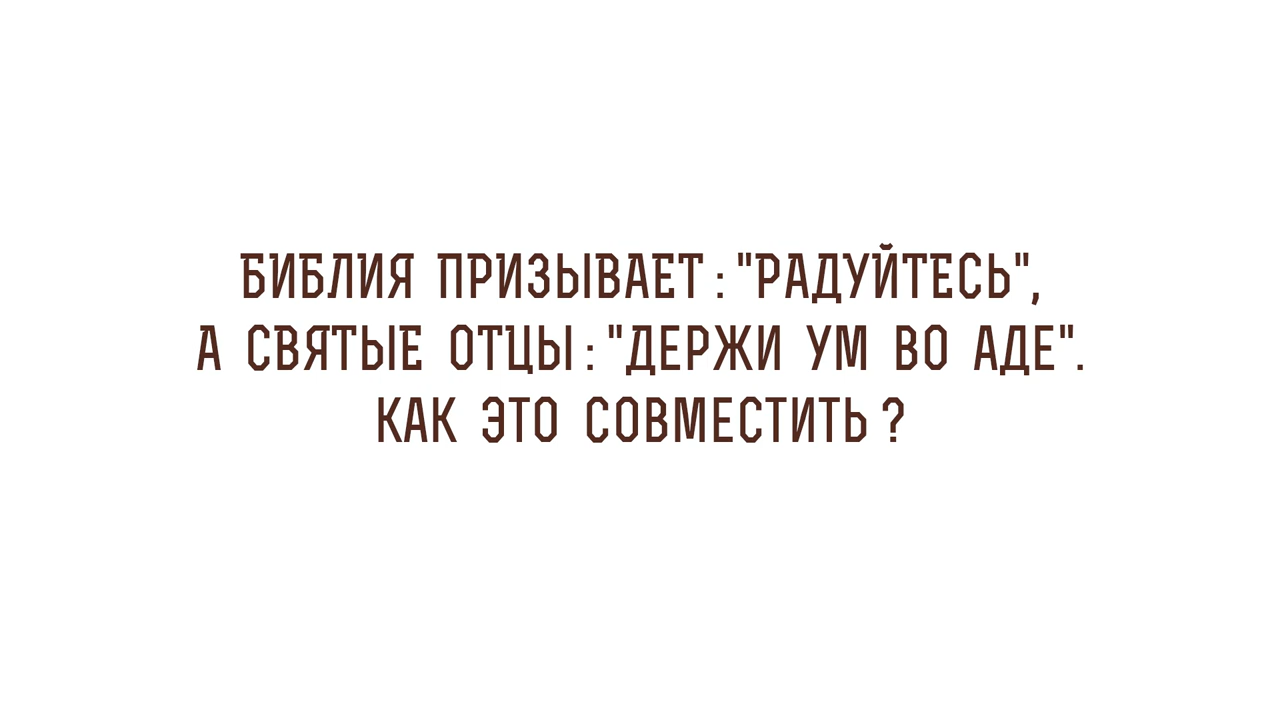 БИБЛИЯ ПРИЗЫВАЕТ: "РАДУЙТЕСЬ",
А СВЯТЫЕ ОТЦЫ: "ДЕРЖИ УМ ВО АДЕ".
КАК ЭТО СОВМЕСТИТЬ?